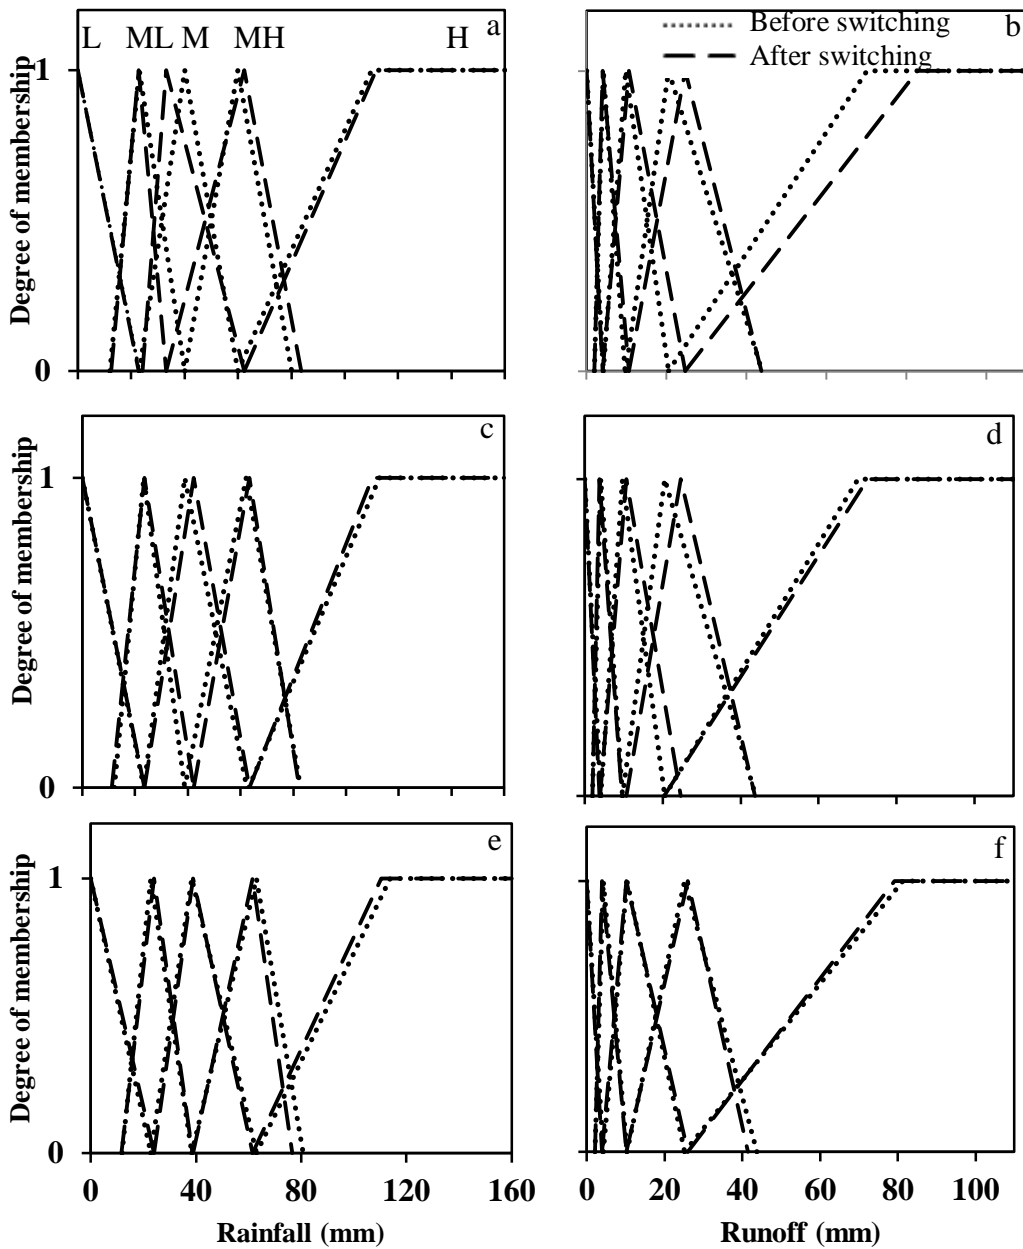 L ML M MH H a
Before switching
After switching
b
Degree of membership
1
0
c
d
Degree of membership
1
0
e
f
Degree of membership
1
0
0 40 80 120 160
Rainfall (mm)
0 20 40 60 80 100
Runoff (mm)